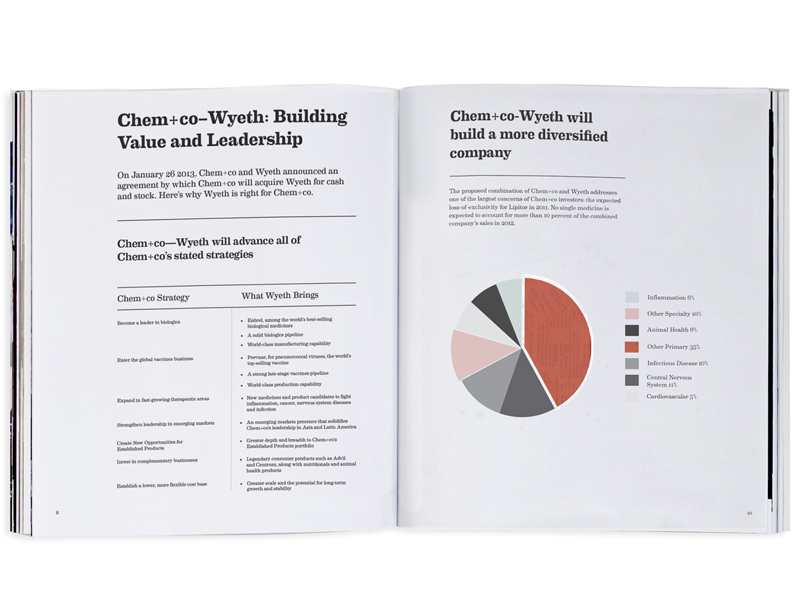 Chem+co–Wyeth: Building
Value and Leadership
On January 26 2013, Chem+co and Wyeth announced an
agreement by which Chem+co will acquire Wyeth for cash
and stock. Here's why Wyeth is right for Chem+co.
Chem+co—Wyeth will advance all of
Chem+co's stated strategies
Chem+co Strategy
What Wyeth Brings
Become a leader in biologics
• Enbrel, among the world's best-selling
biological medicines
• A solid biologics pipeline
• World-class manufacturing capability
Enter the global vaccines business
• Prevnar, for pneumococcal viruses, the world's
top-selling vaccine
• A strong late-stage vaccines pipeline
• World-class production capability
Expand in fast-growing therapeutic areas
• New medicines and product candidates to fight
inflammation, cancer, nervous system diseases
and infection
Strengthen leadership in emerging markets
• An emerging markets presence that solidifies
Chem+co's leadership in Asia and Latin America
Create New Opportunities for
Established Products
• Greater depth and breadth to Chem+co's
Established Products portfolio
Invest in complementary businesses
• Legendary consumer products such as Advil
and Centrum, along with nutritionals and animal
health products
Establish a lower, more flexible cost base
• Greater scale and the potential for long-term
growth and stability
9
Chem+co-Wyeth will
build a more diversified
company
The proposed combination of Chem+co and Wyeth addresses
one of the largest concerns of Chem+co investors: the expected
loss-of-exclusivity for Lipitor in 2011. No single medicine is
expected to account for more than 10 percent of the combined
company's sales in 2012.
Inflammation 6%
Other Specialty 10%
Animal Health 6%
Other Primary 35%
Infectious Disease 10%
Central Nervous
System 11%
Cardiovascular 5%
10